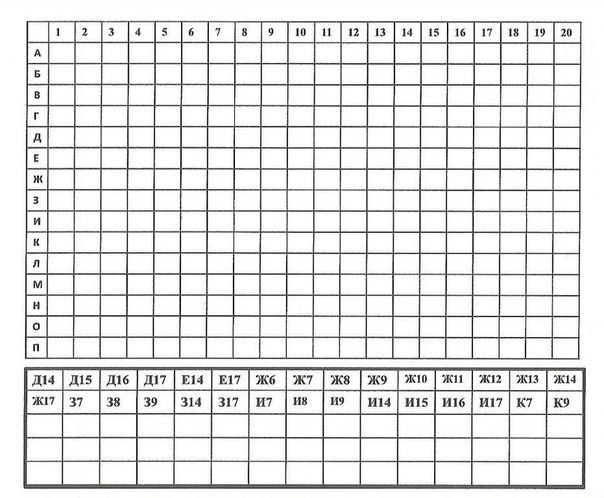 1 2 3 4 5 6 7 8 9 10 11 12 13 14 15 16 17 18 19 20
А
Б
В
Г
Д
Е
Ж
З
И
К
Л
М
Н
О
П
Д14 Д15 Д16 Д17 Е14 Е17 Ж6 Ж7 Ж8 Ж9 Ж10 Ж11 Ж12 Ж13 Ж14
Ж17 З7 З8 З9 З14 З17 И7 И8 И9 И14 И15 И16 И17 К7 К9